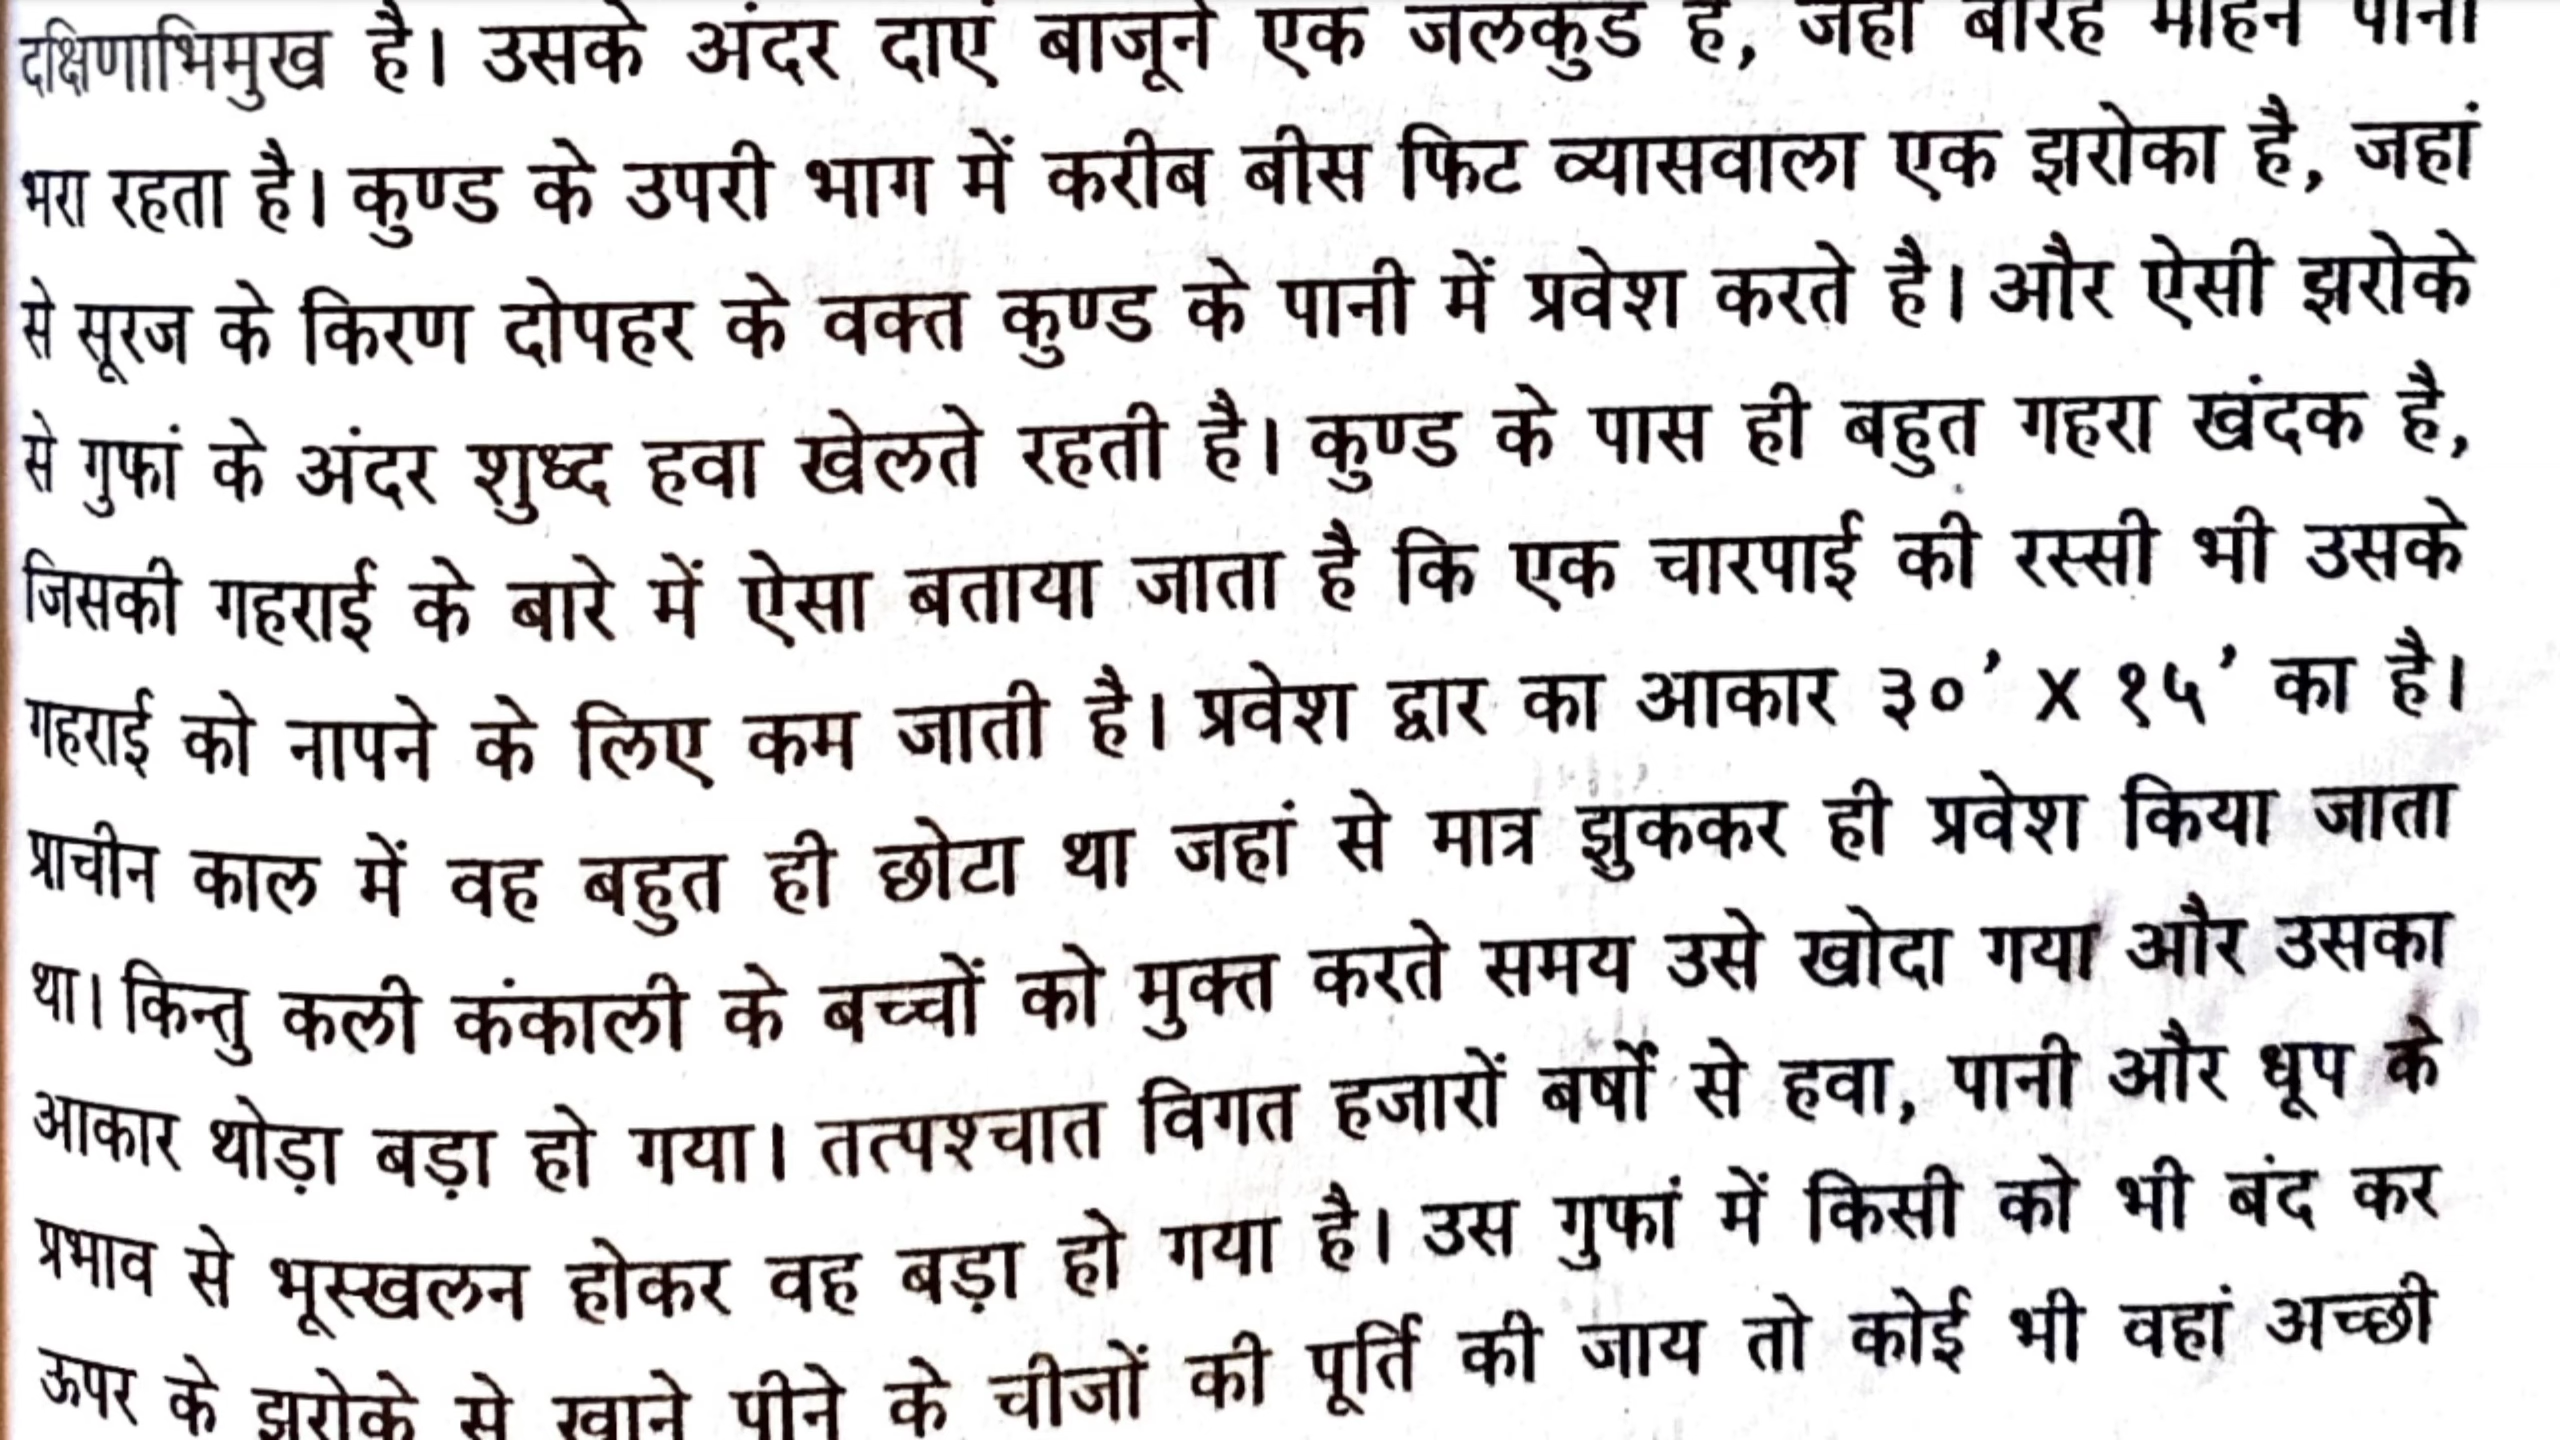 दक्षिणाभिमुख है। उसके अंदर दाएं बाजूने एक जलकुंड है, जहां बारह महिने पानी
भरा रहता है। कुण्ड के उपरी भाग में करीब बीस फिट व्यासवाला एक झरोका है, जहां
से सूरज के किरण दोपहर के वक्त कुण्ड के पानी में प्रवेश करते है। और ऐसी झरोके
से गुफां के अंदर शुध्द हवा खेलते रहती है। कुण्ड के पास ही बहुत गहरा खंदक है,
जिसकी गहराई के बारे में ऐसा बताया जाता है कि एक चारपाई की रस्सी भी उसके
गहराई को नापने के लिए कम जाती है। प्रवेश द्वार का आकार ३०’ X १५’ का है।
प्राचीन काल में वह बहुत ही छोटा था जहां से मात्र झुककर ही प्रवेश किया जाता
था। किन्तु कली कंकाली के बच्चों को मुक्त करते समय उसे खोदा गया और उसका
आकार थोड़ा बड़ा हो गया। तत्पश्चात विगत हजारों बर्षों से हवा, पानी और धूप के
प्रभाव से भूस्खलन होकर वह बड़ा हो गया है। उस गुफां में किसी को भी बंद कर
ऊपर के झरोके से खाने पीने के चीजों की पूर्ति की जाय तो कोई भी वहां अच्छी